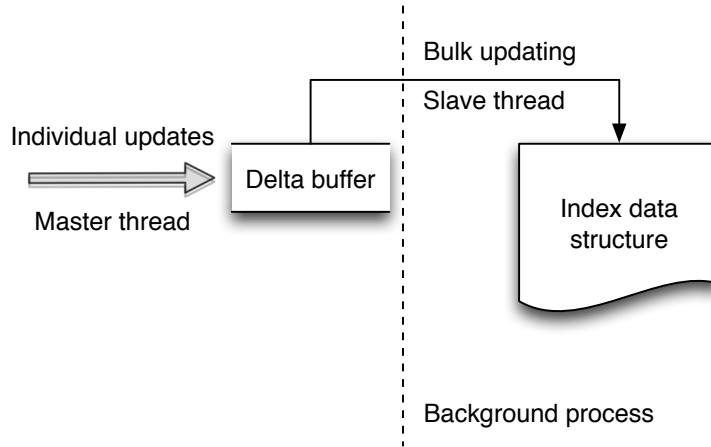 Bulk updating
Slave thread
Individual updates
Master thread
Delta buffer
Index data
structure
Background process